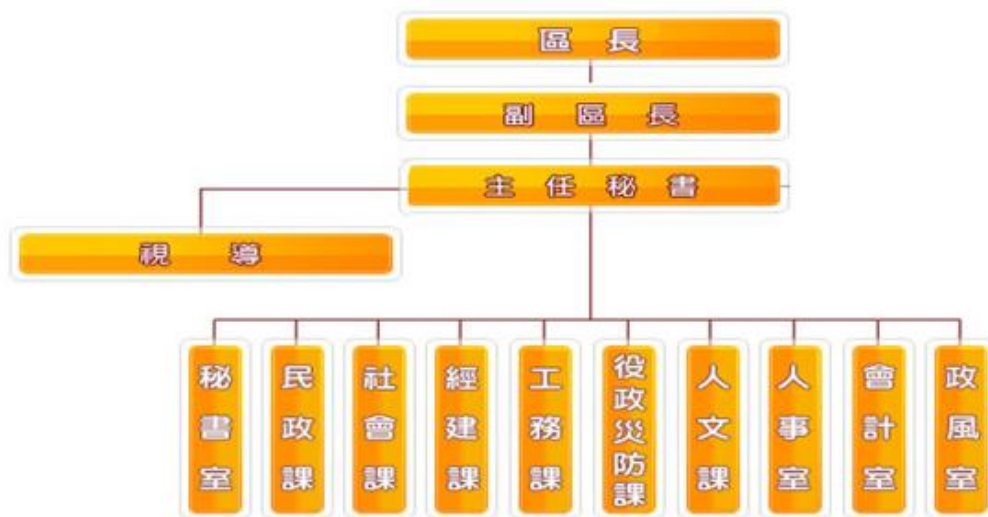 區長
副區長
主任秘書
視導
秘書室
民政課
社會課
經建課
工務課
役政災防課
人文課
人事室
會計室
政風室